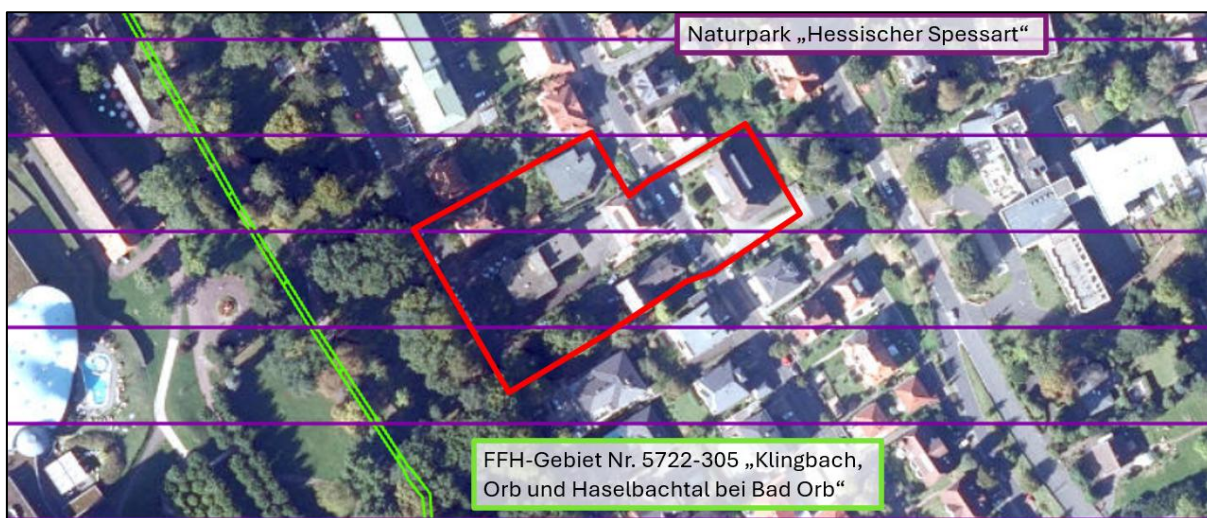 Naturpark „Hessischer Spessart“
FFH-Gebiet Nr. 5722-305 „Klingbach,
Orb und Haselbachtal bei Bad Orb“